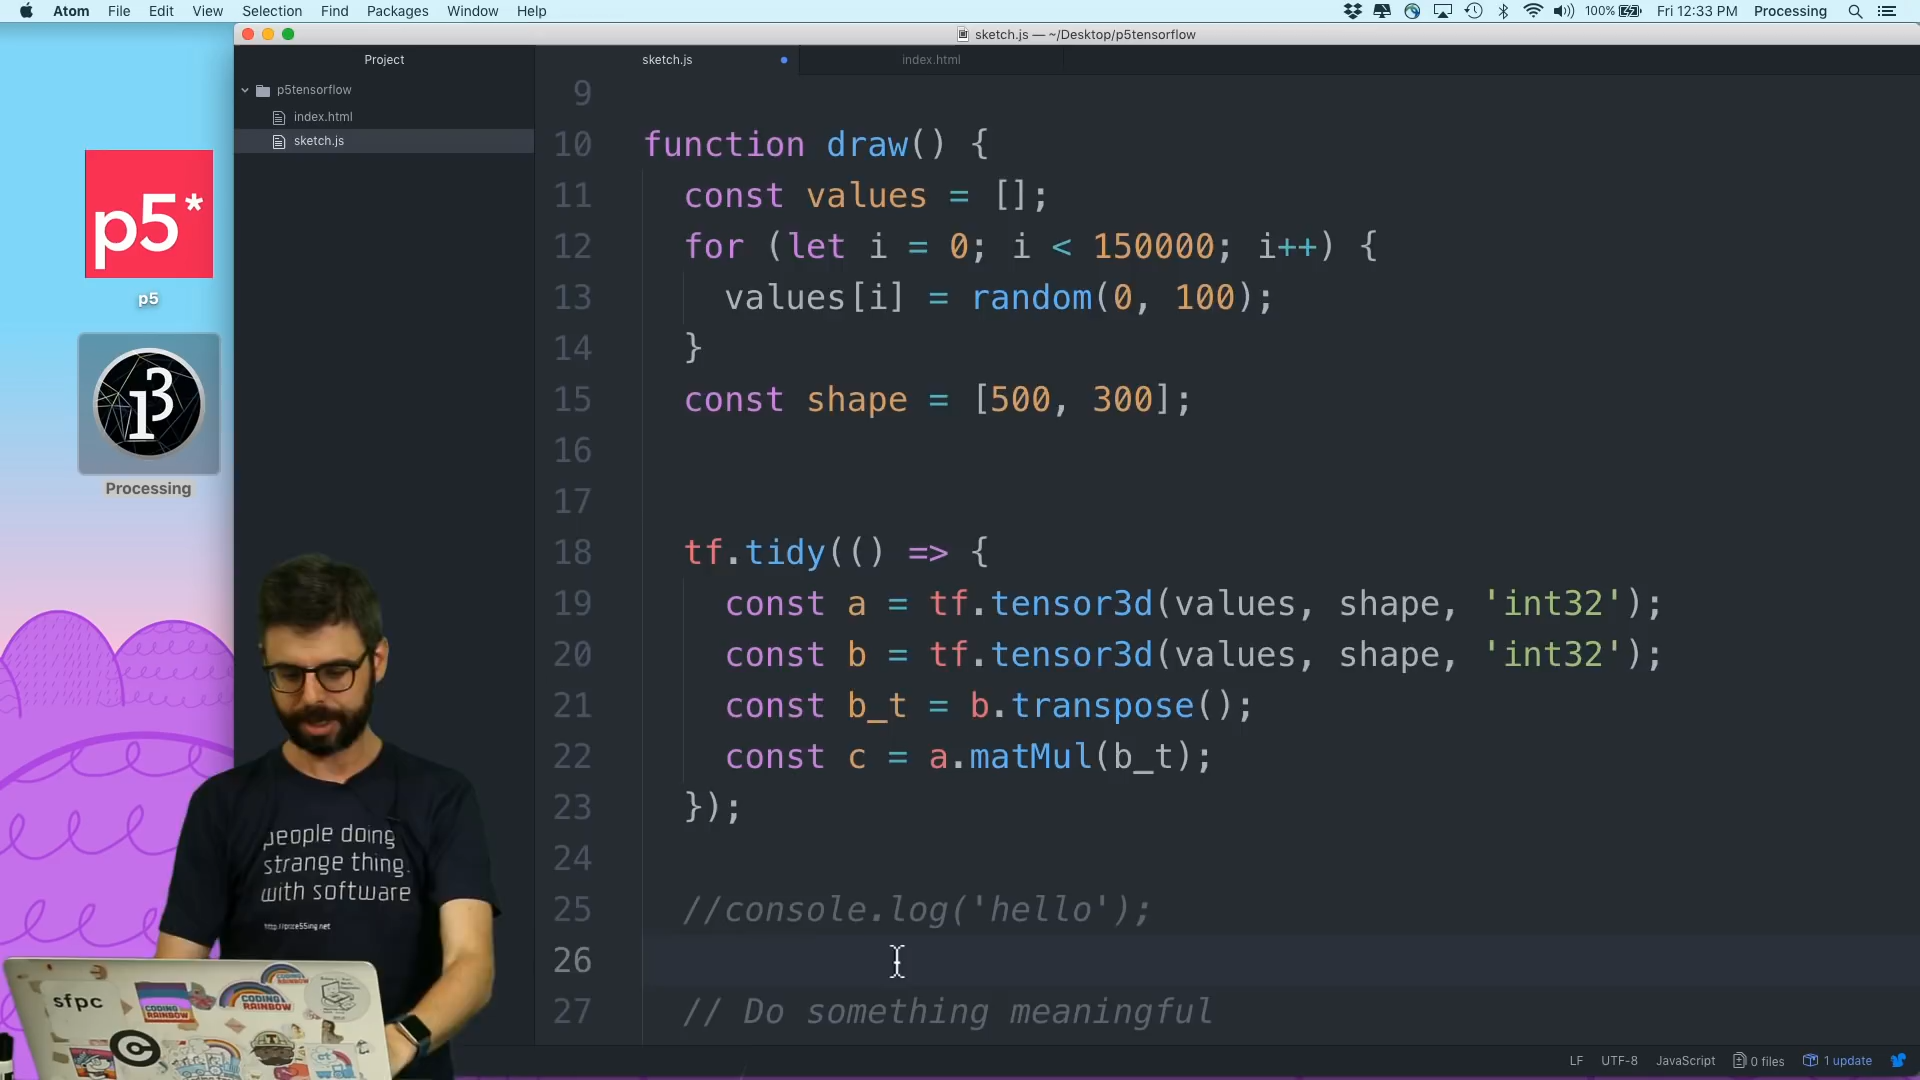 Atom File Edit View Selection Find Packages Window Help 100% Fri 12:33 PM Processing
sketch.js — ~/Desktop/p5tensorflow
Project
p5tensorflow
index.html
sketch.js
sketch.js index.html
9
10 function draw() {
11 const values = [];
12 for (let i = 0; i < 150000; i++) {
13 values[i] = random(0, 100);
14 }
15 const shape = [500, 300];
16
17
18 tf.tidy(() => {
19 const a = tf.tensor3d(values, shape, 'int32');
20 const b = tf.tensor3d(values, shape, 'int32');
21 const b_t = b.transpose();
22 const c = a.matMul(b_t);
23 });
24
25 //console.log('hello');
26
27 // Do something meaningful
LF UTF-8 JavaScript 0 files 1 update
p5*
p5
Processing
people doing
strange thing
with software
sfpc
CODING
RAINBOW
CODING
RAINBOW
C